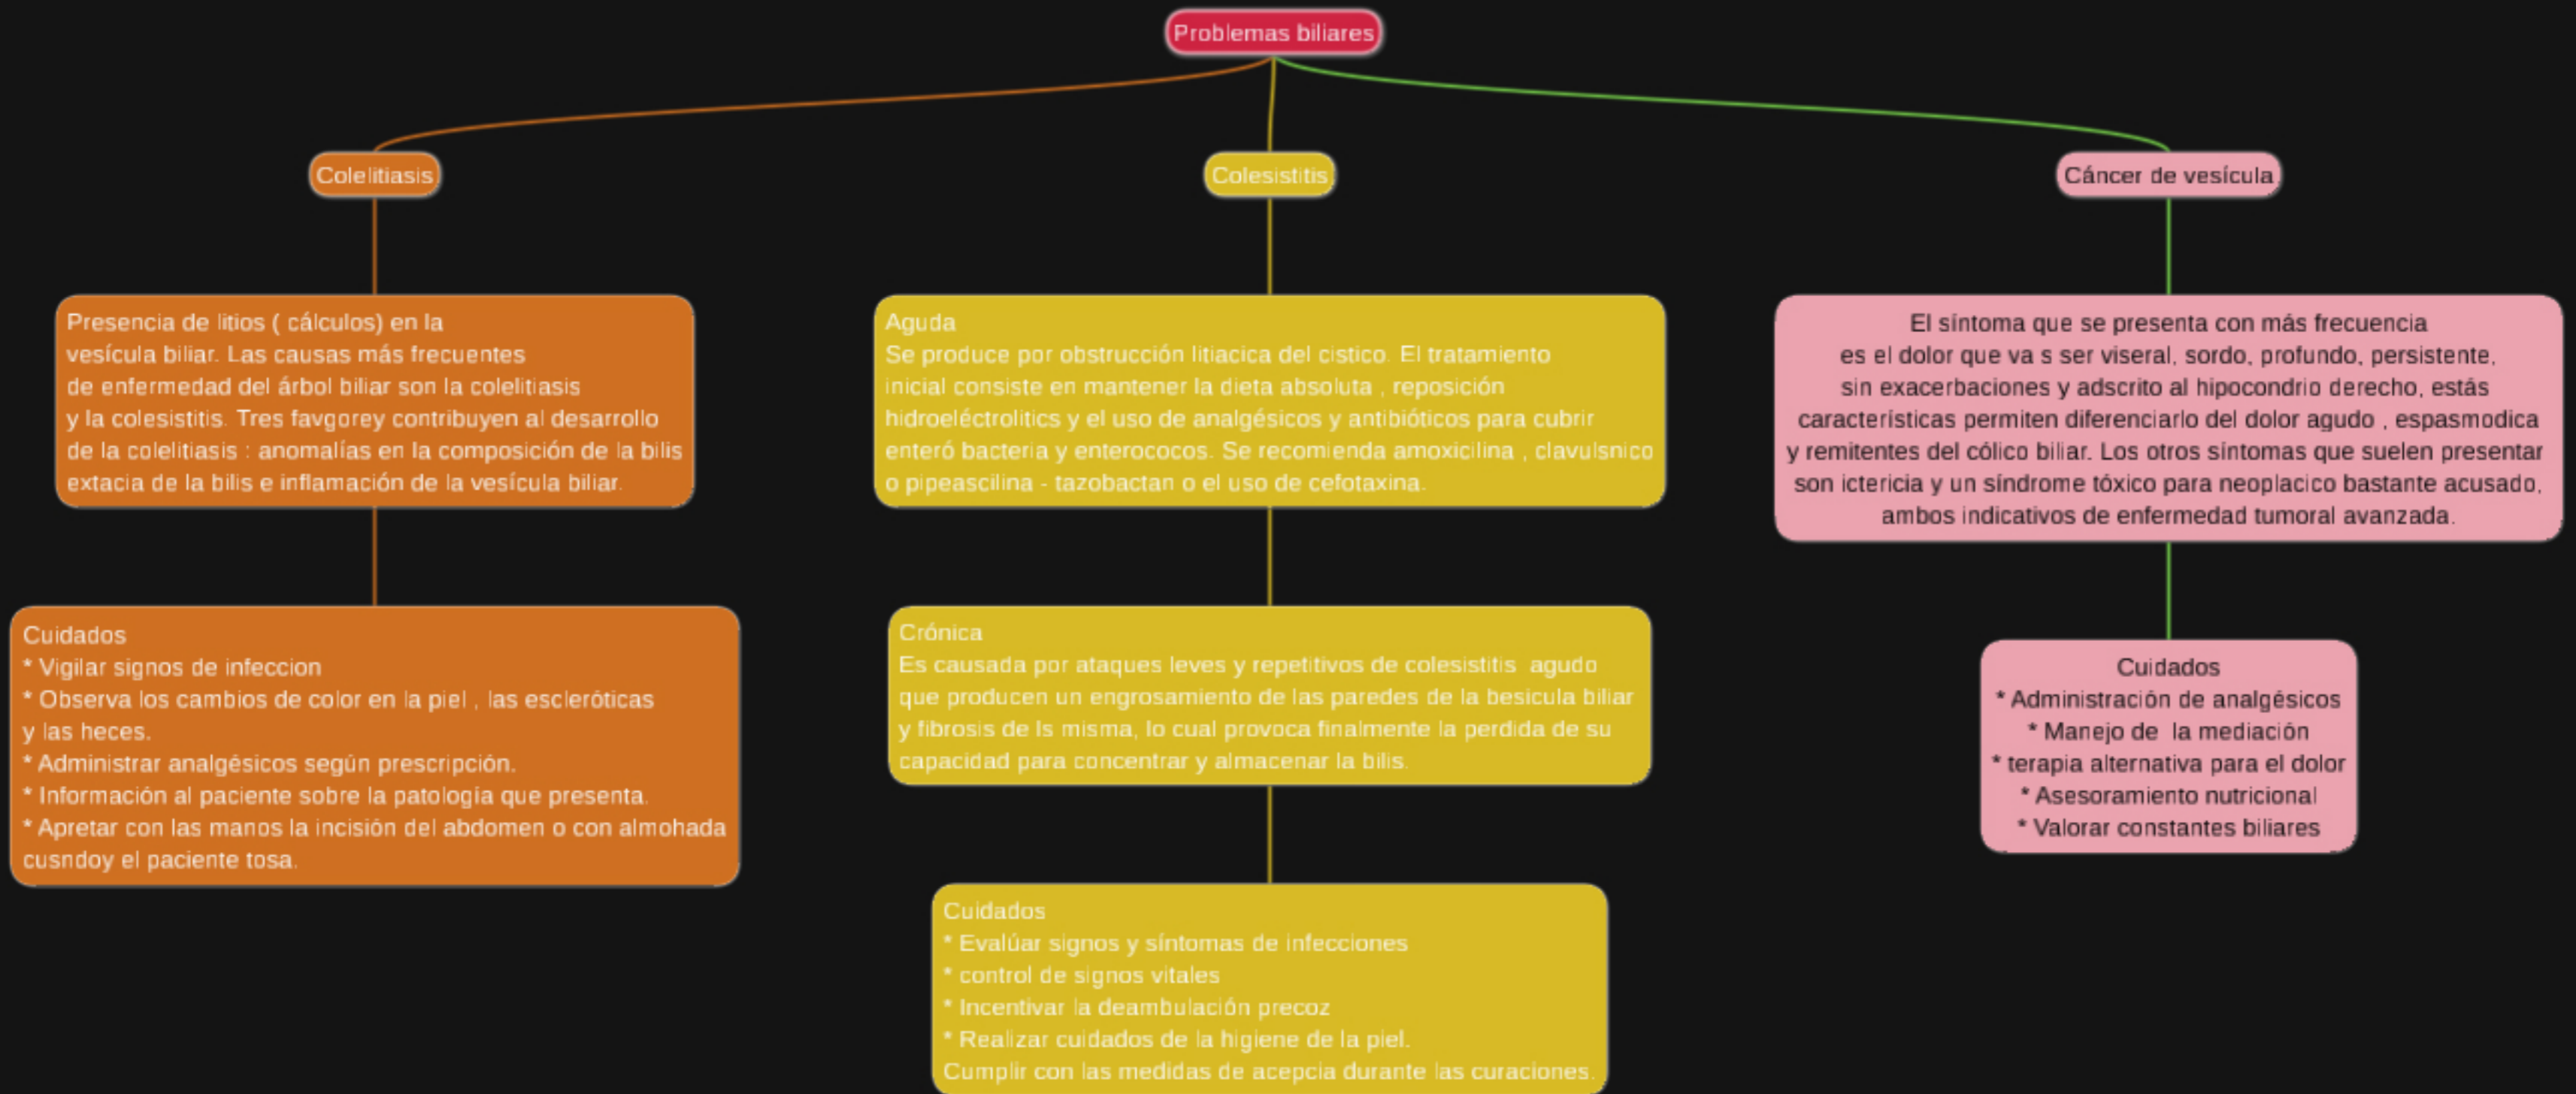 Problemas biliares
Colelitiasis
Presencia de litios ( cálculos) en la
vesícula biliar. Las causas más frecuentes
de enfermedad del árbol biliar son la colelitiasis
y la colesistitis. Tres favgorey contribuyen al desarrollo
de la colelitiasis : anomalías en la composición de la bilis
extacia de la bilis e inflamación de la vesícula biliar.
Cuidados
* Vigilar signos de infeccion
* Observa los cambios de color en la piel , las escleróticas
y las heces.
* Administrar analgésicos según prescripción.
* Información al paciente sobre la patología que presenta.
* Apretar con las manos la incisión del abdomen o con almohada
cusndoy el paciente tosa.
Colesistitis
Aguda
Se produce por obstrucción litiacica del cistico. El tratamiento
inicial consiste en mantener la dieta absoluta , reposición
hidroeléctrolitics y el uso de analgésicos y antibióticos para cubrir
enteró bacteria y enterococos. Se recomienda amoxicilina , clavulsnico
o pipeascilina - tazobactan o el uso de cefotaxina.
Crónica
Es causada por ataques leves y repetitivos de colesistitis  agudo
que producen un engrosamiento de las paredes de la besicula biliar
y fibrosis de ls misma, lo cual provoca finalmente la perdida de su
capacidad para concentrar y almacenar la bilis.
Cuidados
* Evalúar signos y síntomas de infecciones
* control de signos vitales
* Incentivar la deambulación precoz
* Realizar cuidados de la higiene de la piel.
Cumplir con las medidas de acepcia durante las curaciones.
Cáncer de vesícula
El síntoma que se presenta con más frecuencia
es el dolor que va s ser viseral, sordo, profundo, persistente,
sin exacerbaciones y adscrito al hipocondrio derecho, estás
características permiten diferenciarlo del dolor agudo , espasmodica
y remitentes del cólico biliar. Los otros síntomas que suelen presentar
son ictericia y un síndrome tóxico para neoplacico bastante acusado,
ambos indicativos de enfermedad tumoral avanzada.
Cuidados
* Administración de analgésicos
* Manejo de  la mediación
* terapia alternativa para el dolor
* Asesoramiento nutricional
* Valorar constantes biliares